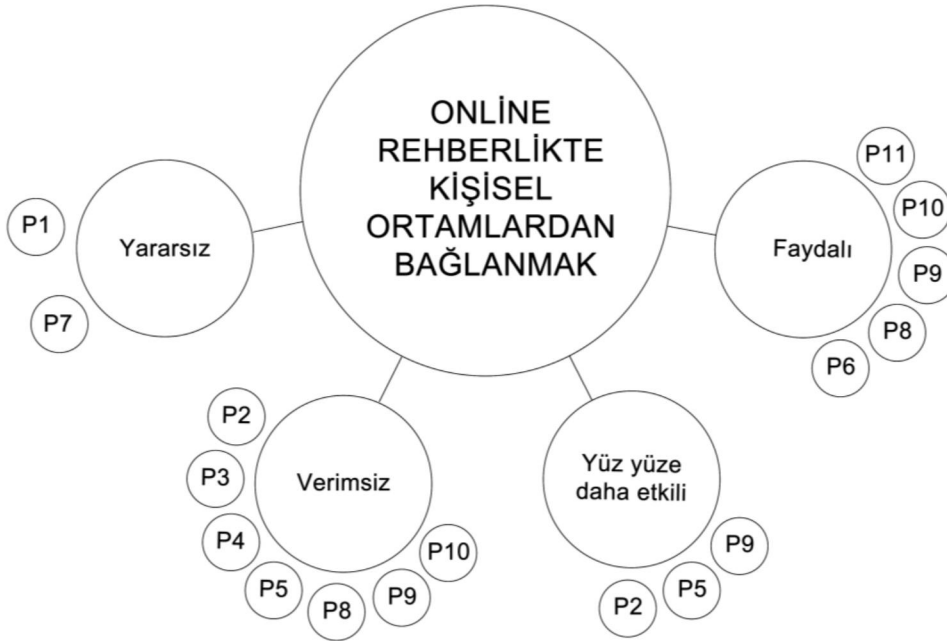 ONLİNE
REHBERLİKTE
KİŞİSEL
ORTAMLARDAN
BAĞLANMAK
Yararsız
P1
P7
Verimsiz
P2
P3
P4
P5
P8
P9
P10
Yüz yüze
daha etkili
P2
P5
P9
Faydalı
P11
P10
P9
P8
P6